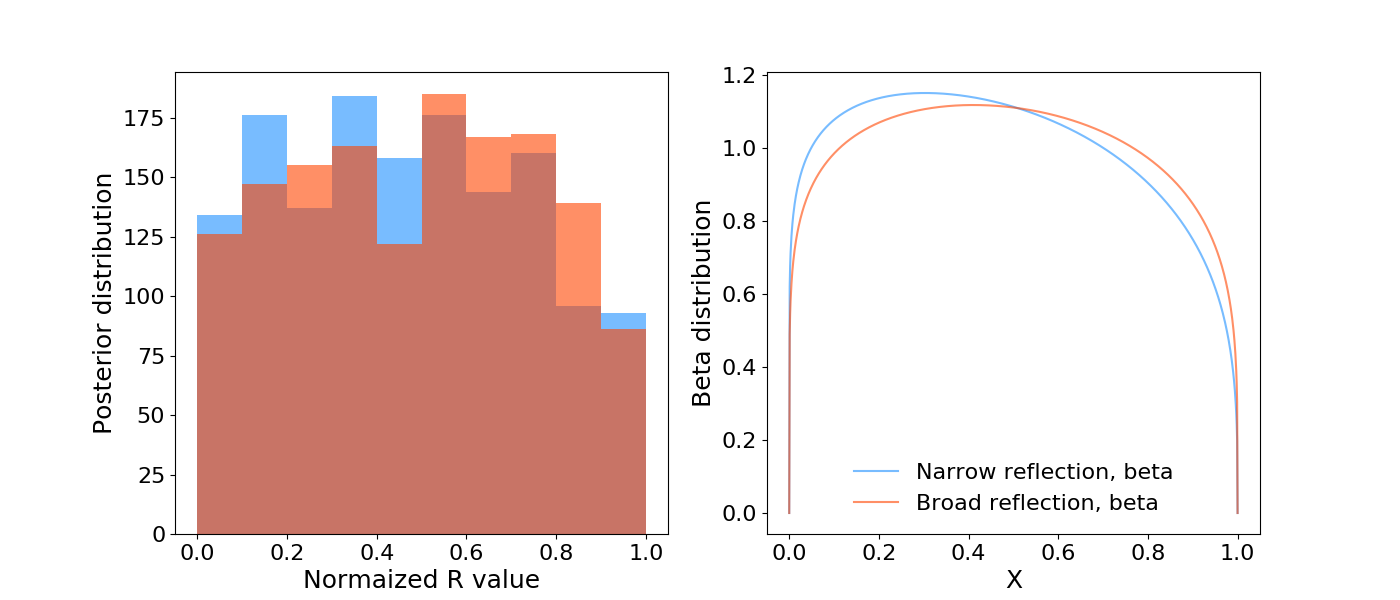 Posterior distribution
175
150
125
100
75
50
25
0
0.0 0.2 0.4 0.6 0.8 1.0
Normaized R value
Beta distribution
1.2
1.0
0.8
0.6
0.4
0.2
0.0
Narrow reflection, beta
Broad reflection, beta
0.0 0.2 0.4 0.6 0.8 1.0
X